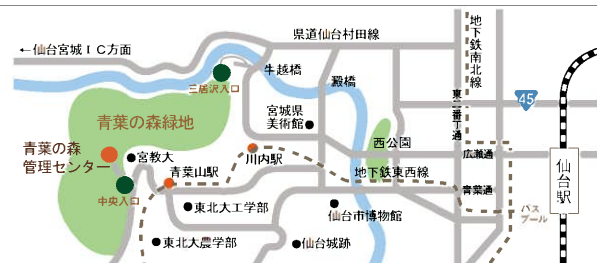 県道仙台村田線
←仙台宮城IC方面
地下鉄南北線
牛越橋
澱橋
三居沢入口
45
東二番丁通
宮城県
美術館
青葉の森緑地
西公園
青葉の森
管理センター
宮教大
川内駅
広瀬通
仙台駅
青葉山駅
地下鉄東西線
青葉通
中央入口
東北大工学部
仙台市博物館
バス
プール
東北大農学部
仙台城跡